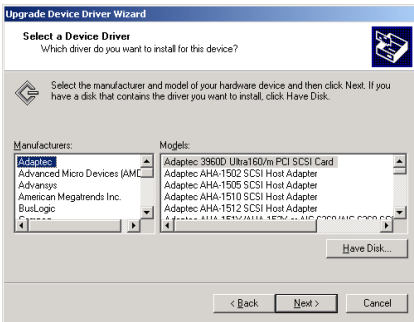 Upgrade Device Driver Wizard
Select a Device Driver
Which driver do you want to install for this device?
Select the manufacturer and model of your hardware device and then click Next. If you
have a disk that contains the driver you want to install, click Have Disk.
Manufacturers:
Adaptec
Advanced Micro Devices (AMD
Advansys
American Megatrends Inc.
BusLogic
Models:
Adaptec 3960D Ultra160/m PCI SCSI Card
Adaptec AHA-1502 SCSI Host Adapter
Adaptec AHA-1505 SCSI Host Adapter
Adaptec AHA-1510 SCSI Host Adapter
Adaptec AHA-1512 SCSI Host Adapter
Have Disk...
< Back
Next >
Cancel